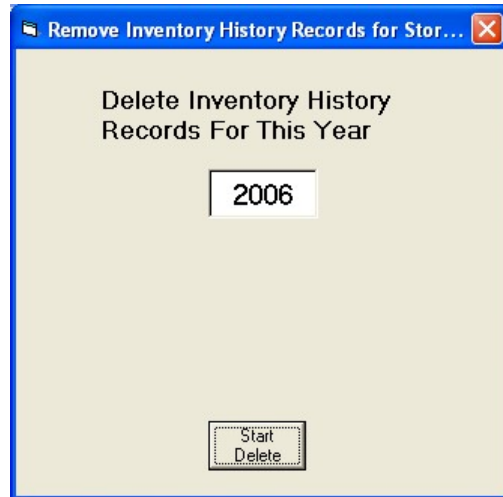 Remove Inventory History Records for Stor...
Delete Inventory History
Records For This Year
2006
Start
Delete